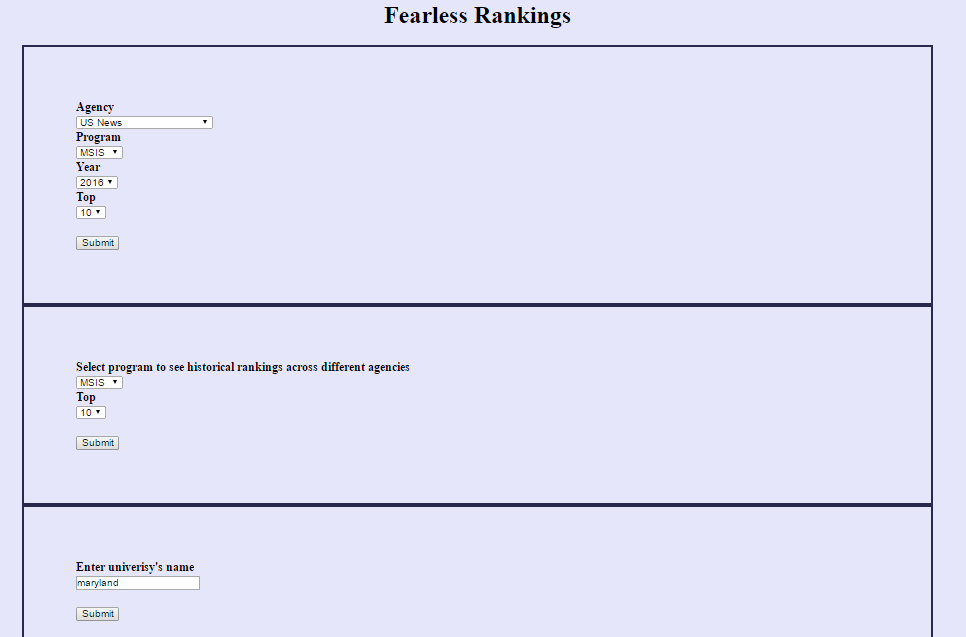 Fearless Rankings
Agency
US News
Program
MSIS
Year
2016
Top
10
Submit
Select program to see historical rankings across different agencies
MSIS
Top
10
Submit
Enter univerisy's name
maryland
Submit